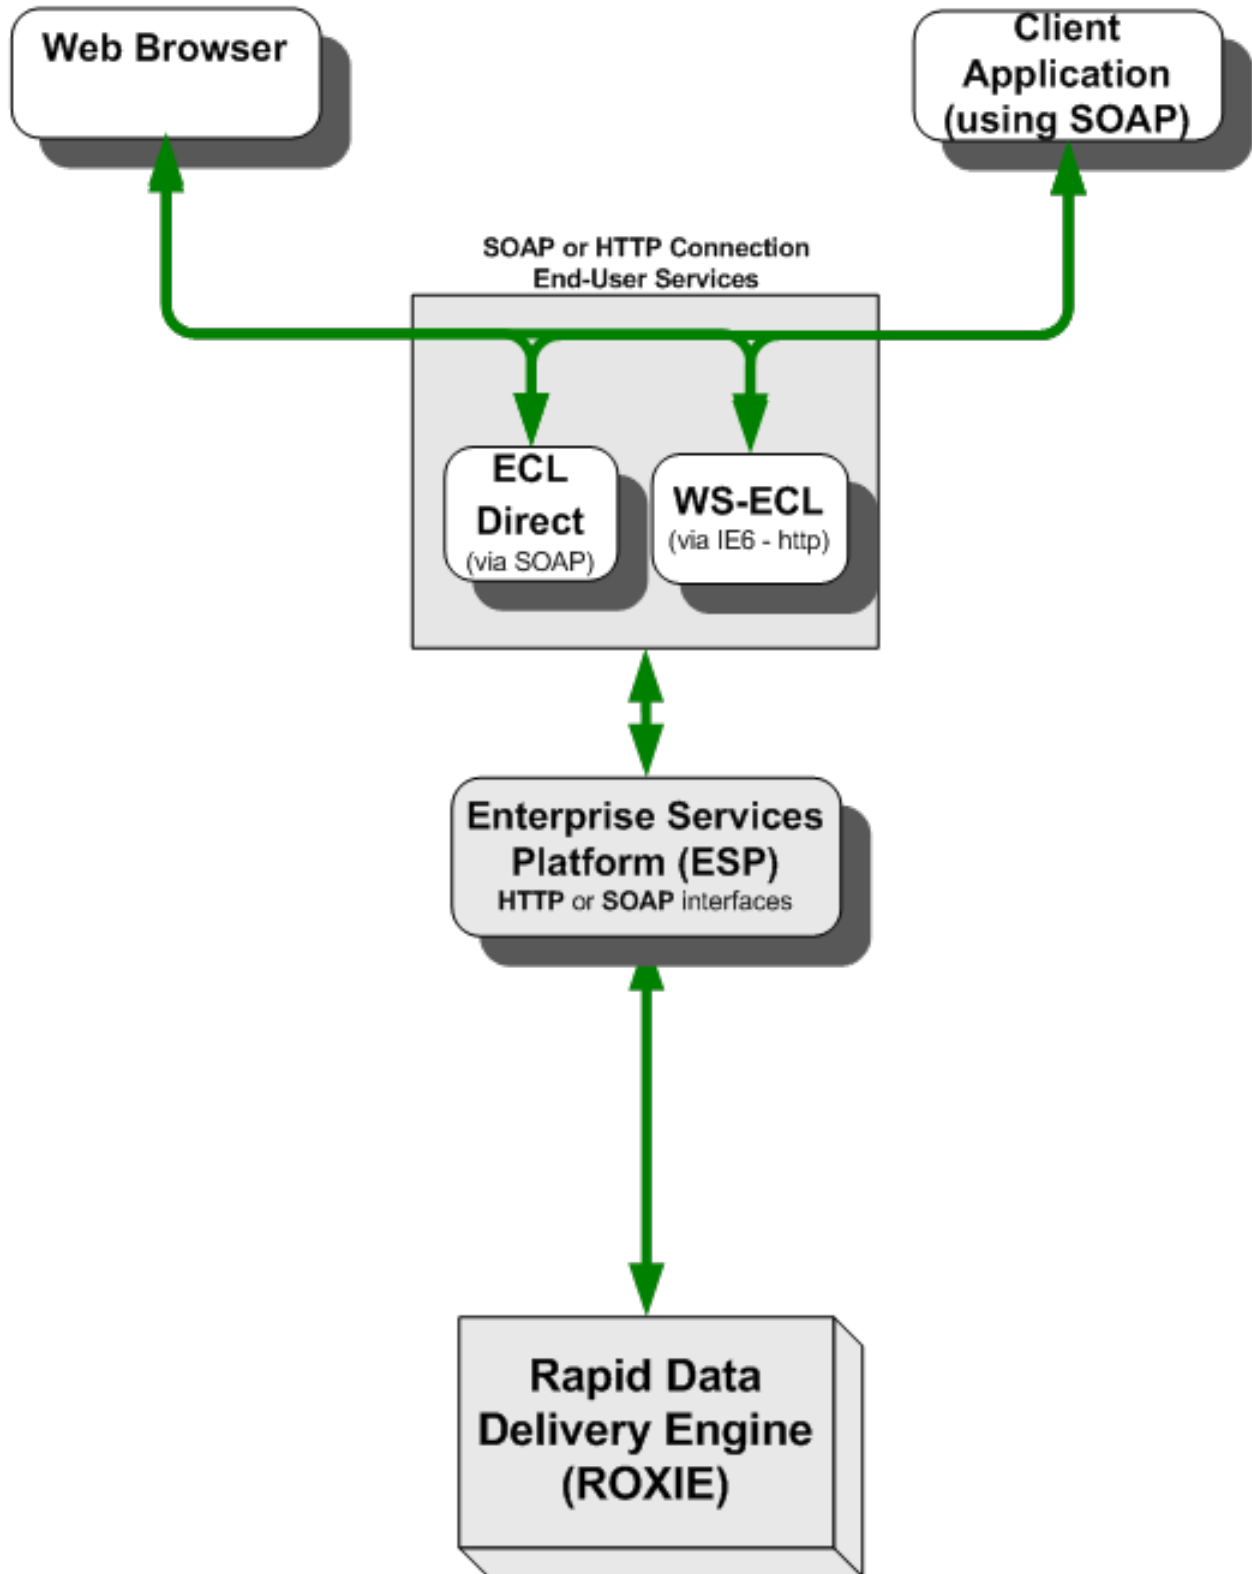 Web Browser
Client
Application
(using SOAP)
SOAP or HTTP Connection
End-User Services
ECL
Direct
(via SOAP)
WS-ECL
(via IE6 - http)
Enterprise Services
Platform (ESP)
HTTP or SOAP interfaces
Rapid Data
Delivery Engine
(ROXIE)